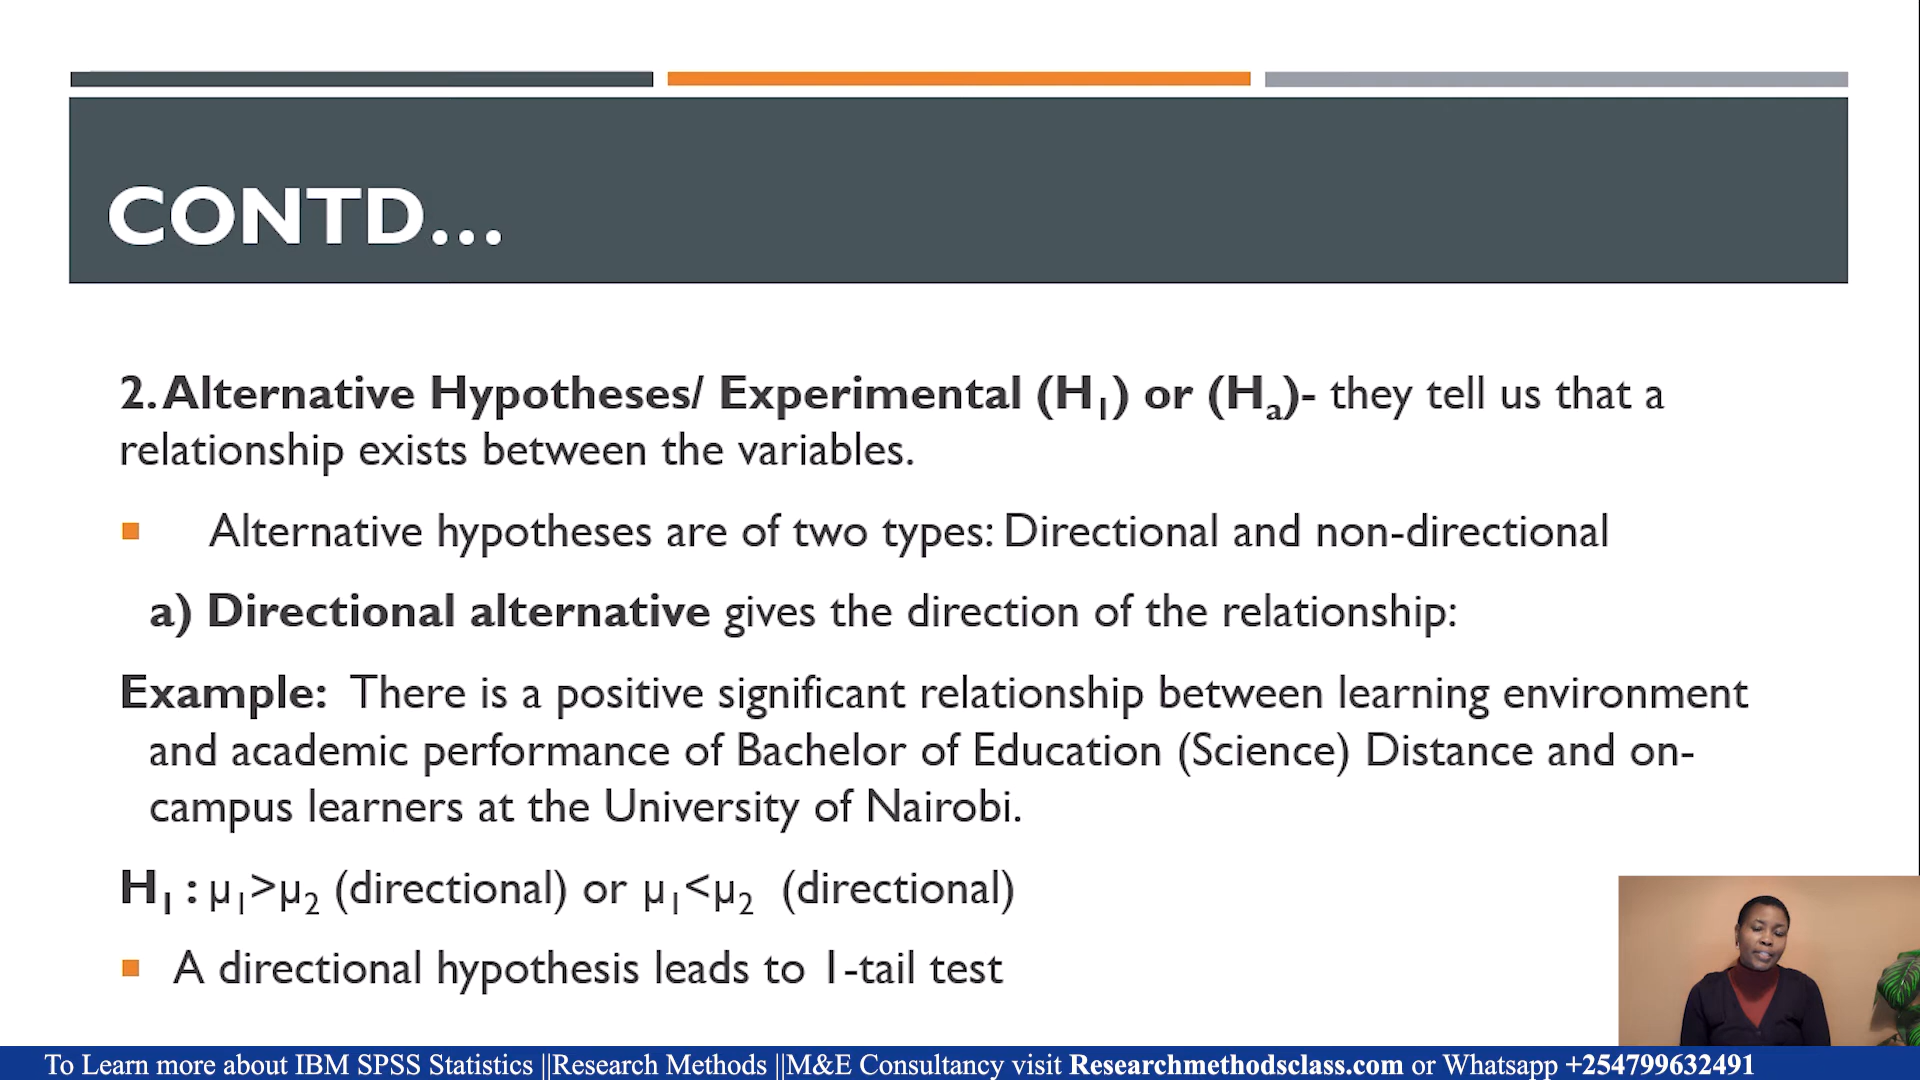 CONTD...
2. Alternative Hypotheses/ Experimental (H₁) or (Hₐ)- they tell us that a
relationship exists between the variables.
Alternative hypotheses are of two types: Directional and non-directional
a) Directional alternative gives the direction of the relationship:
Example: There is a positive significant relationship between learning environment
and academic performance of Bachelor of Education (Science) Distance and on-
campus learners at the University of Nairobi.
H₁ : μ₁>μ₂ (directional) or μ₁<μ₂ (directional)
A directional hypothesis leads to 1-tail test
To Learn more about IBM SPSS Statistics ||Research Methods ||M&E Consultancy visit Researchmethodsclass.com or Whatsapp +254799632491